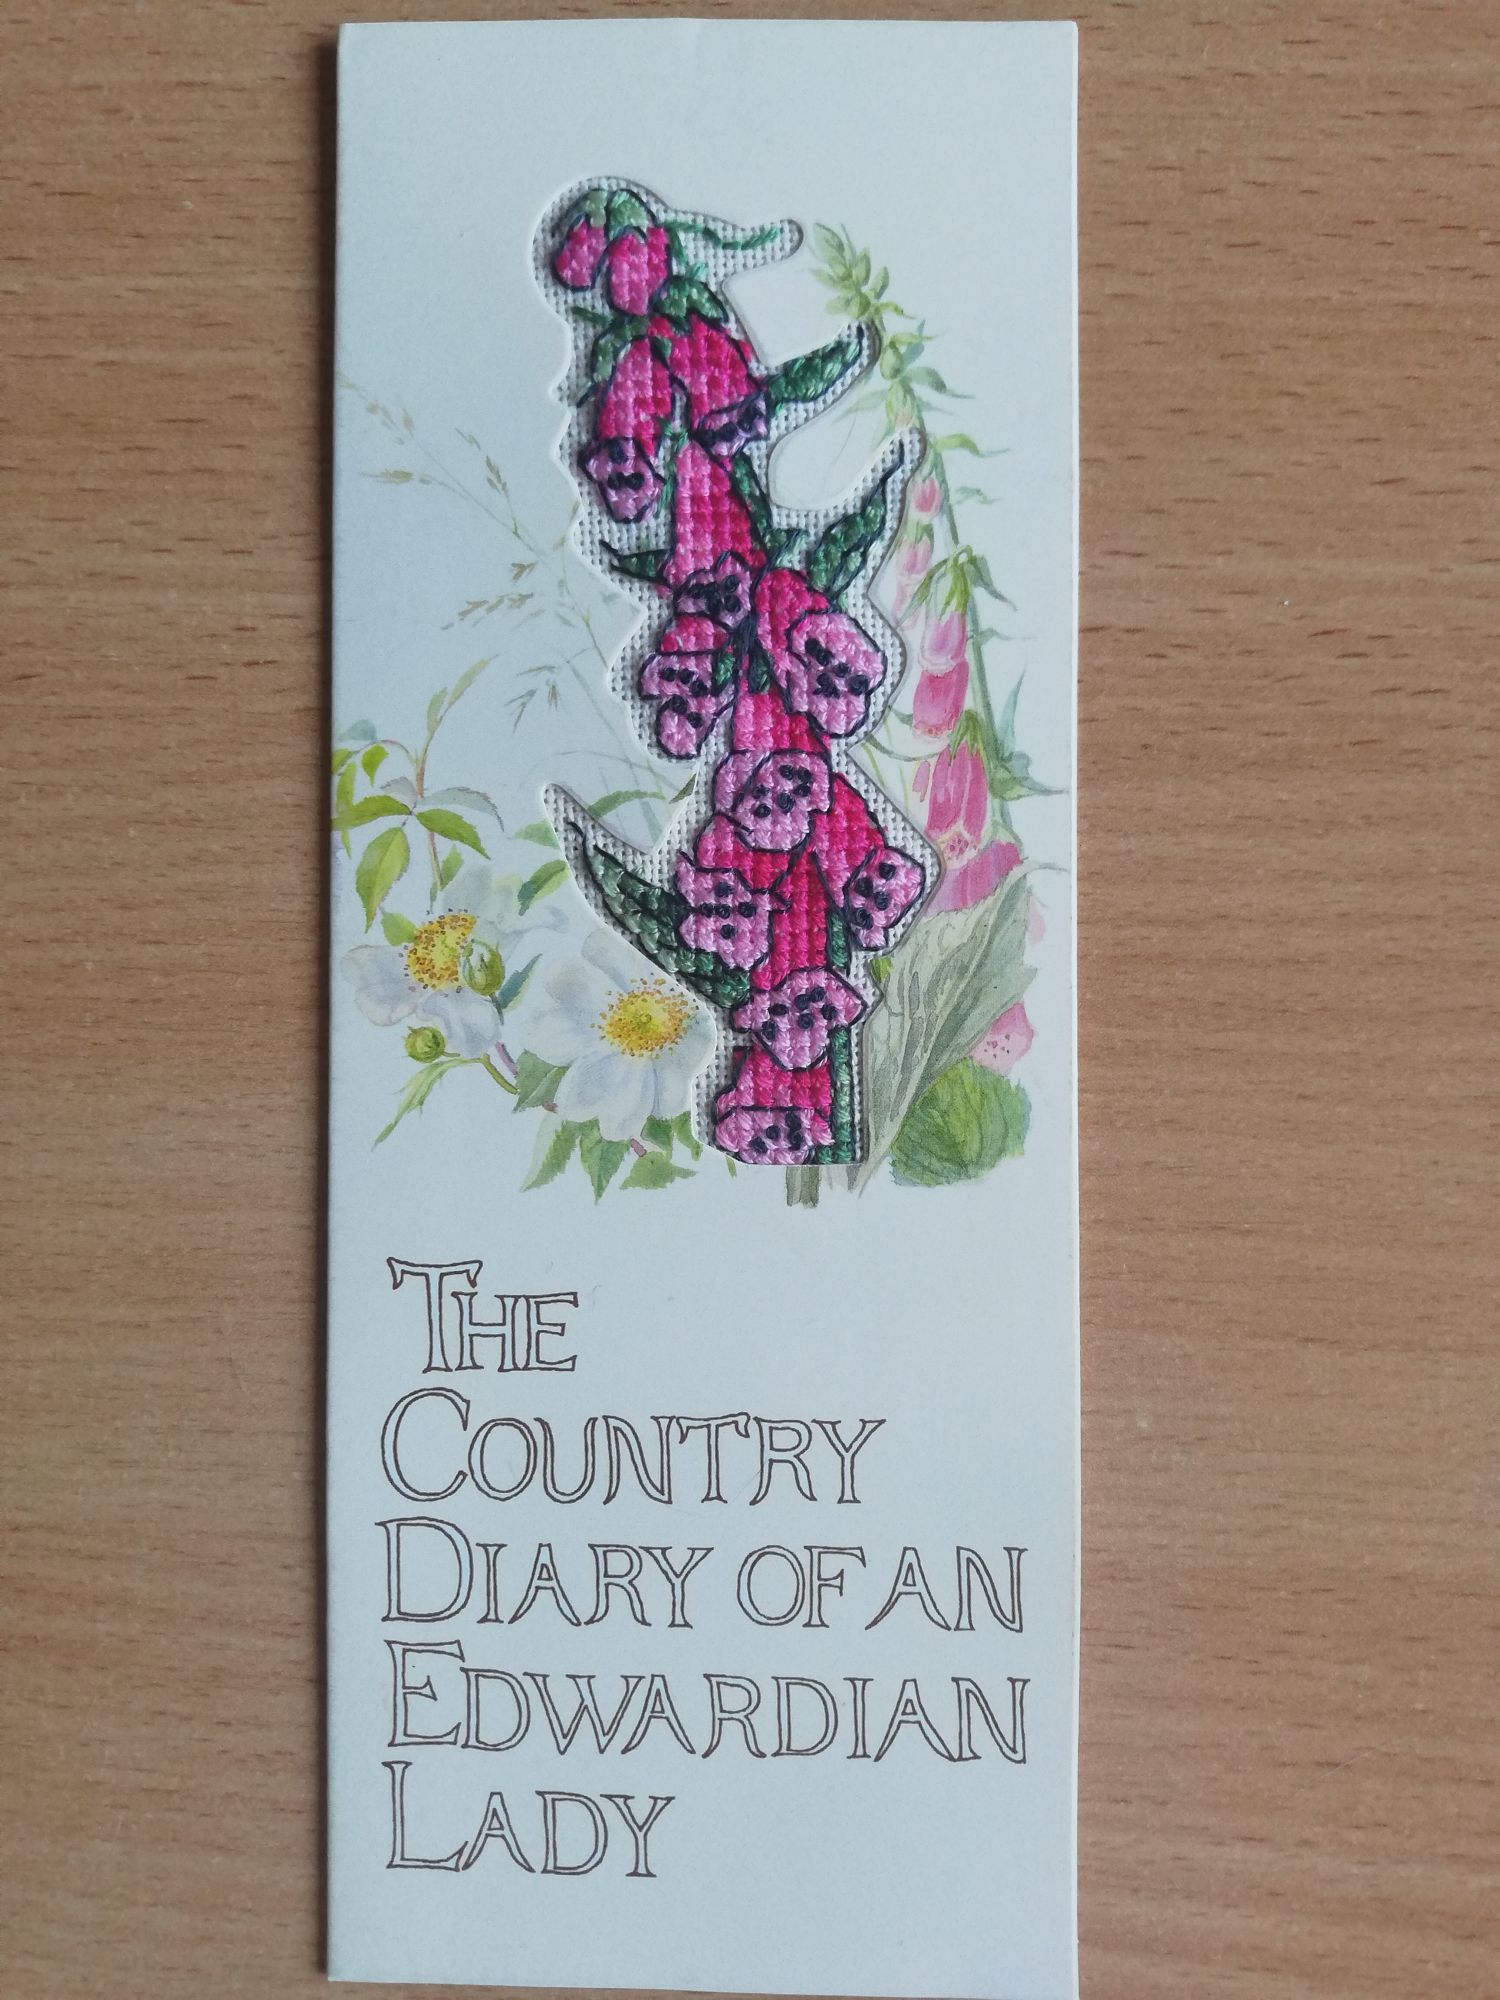 THE
COUNTRY
DIARY OF AN
EDWARDIAN
LADY